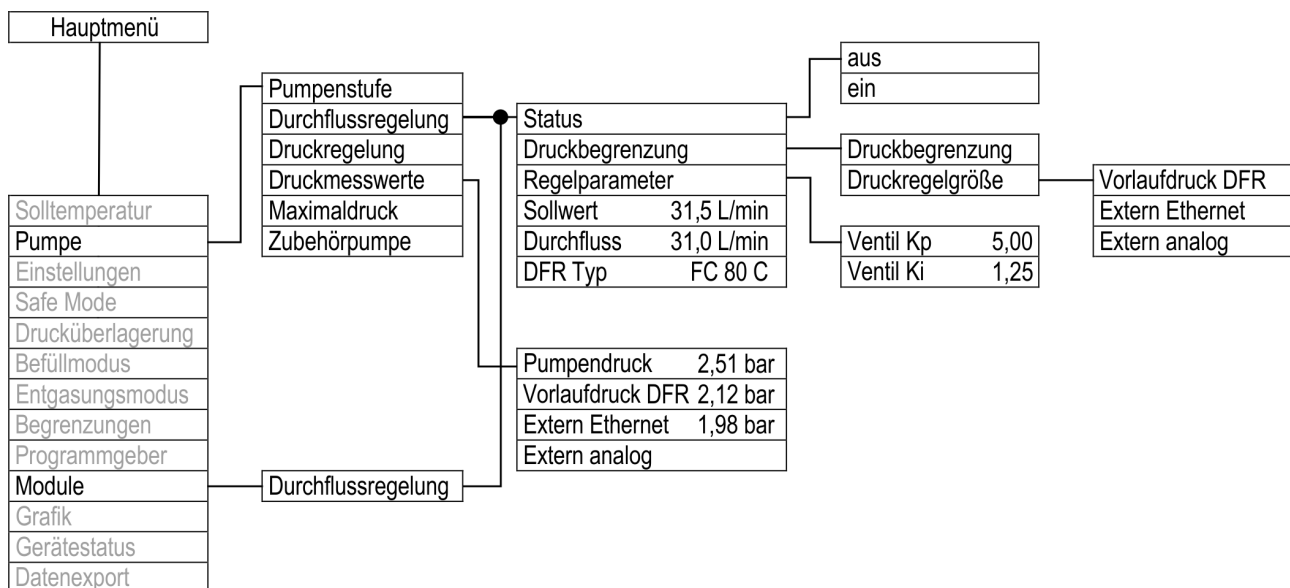 Hauptmenü
Solltemperatur
Pumpe
Einstellungen
Safe Mode
Drucküberlagerung
Befüllmodus
Entgasungsmodus
Begrenzungen
Programmgeber
Module
Grafik
Gerätestatus
Datenexport
Pumpenstufe
Durchflussregelung
Druckregelung
Druckmesswerte
Maximaldruck
Zubehörpumpe
Durchflussregelung
Status
Druckbegrenzung
Regelparameter
Sollwert 31,5 L/min
Durchfluss 31,0 L/min
DFR Typ FC 80 C
Pumpendruck 2,51 bar
Vorlaufdruck DFR 2,12 bar
Extern Ethernet 1,98 bar
Extern analog
aus
ein
Druckbegrenzung
Druckregelgröße
Ventil Kp 5,00
Ventil Ki 1,25
Vorlaufdruck DFR
Extern Ethernet
Extern analog